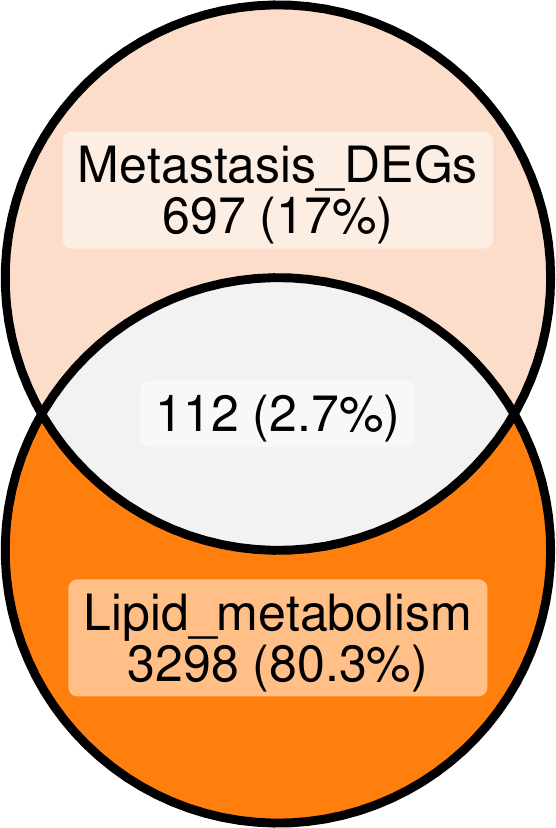 Metastasis_DEGs
697 (17%)
112 (2.7%)
Lipid_metabolism
3298 (80.3%)